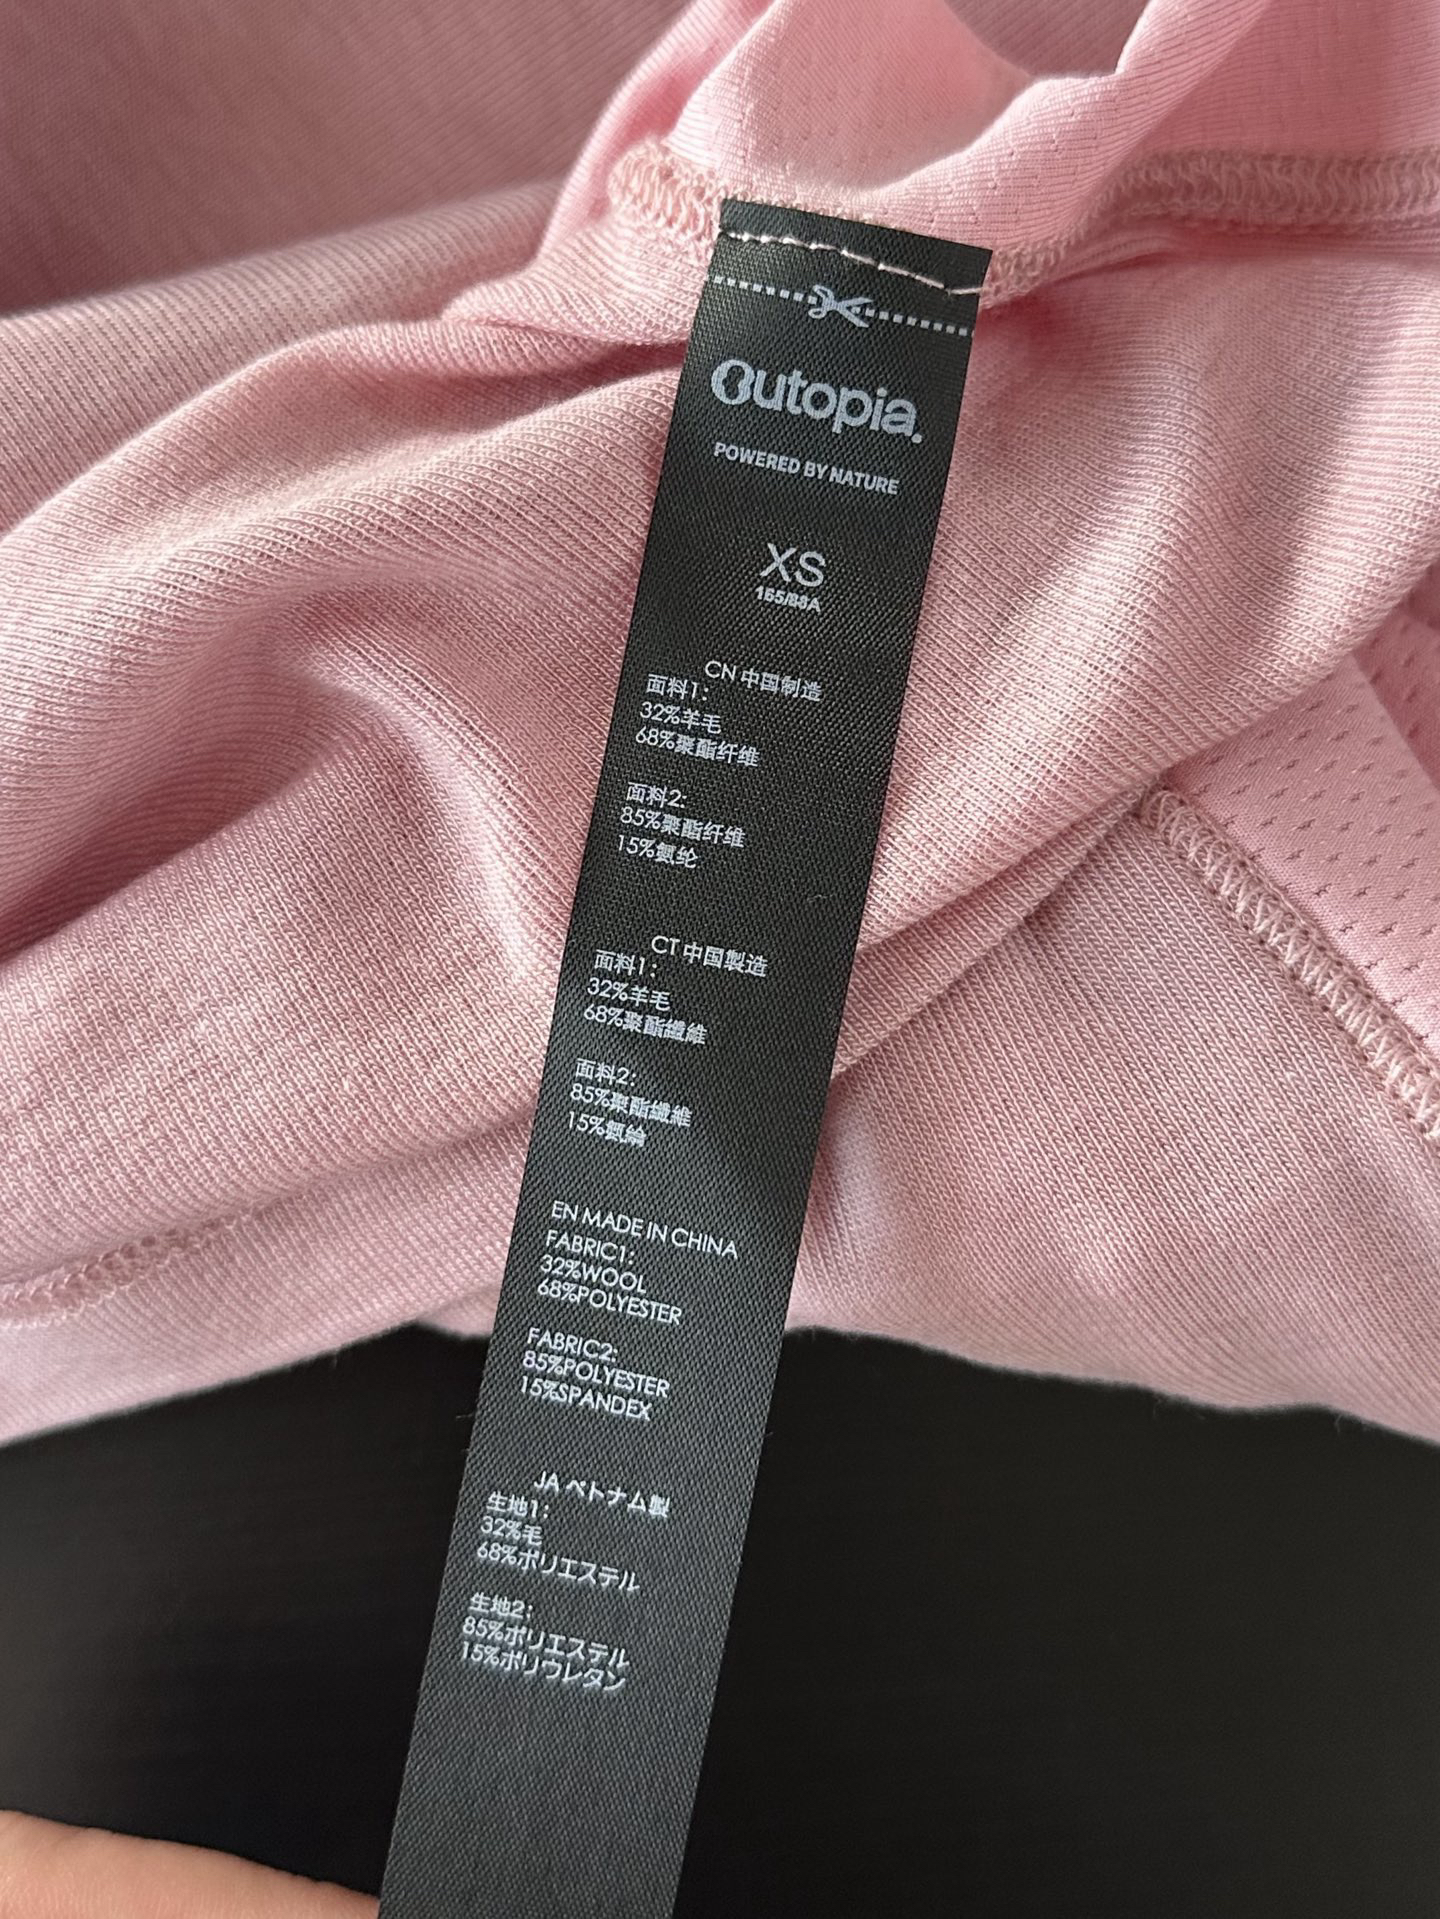 Outopia.
POWERED BY NATURE
XS
165/88A
CN 中国制造
面料1:
32%羊毛
68%聚酯纤维
面料2:
85%聚酯纤维
15%氨纶
CT 中国製造
面料1:
32%羊毛
68%聚酯纖維
面料2:
85%聚酯纖維
15%氨綸
EN MADE IN CHINA
FABRIC1:
32%WOOL
68%POLYESTER
FABRIC2:
85%POLYESTER
15%SPANDEX
JA ベトナム製
生地1:
32%毛
68%ポリエステル
生地2:
85%ポリエステル
15%ポリウレタン